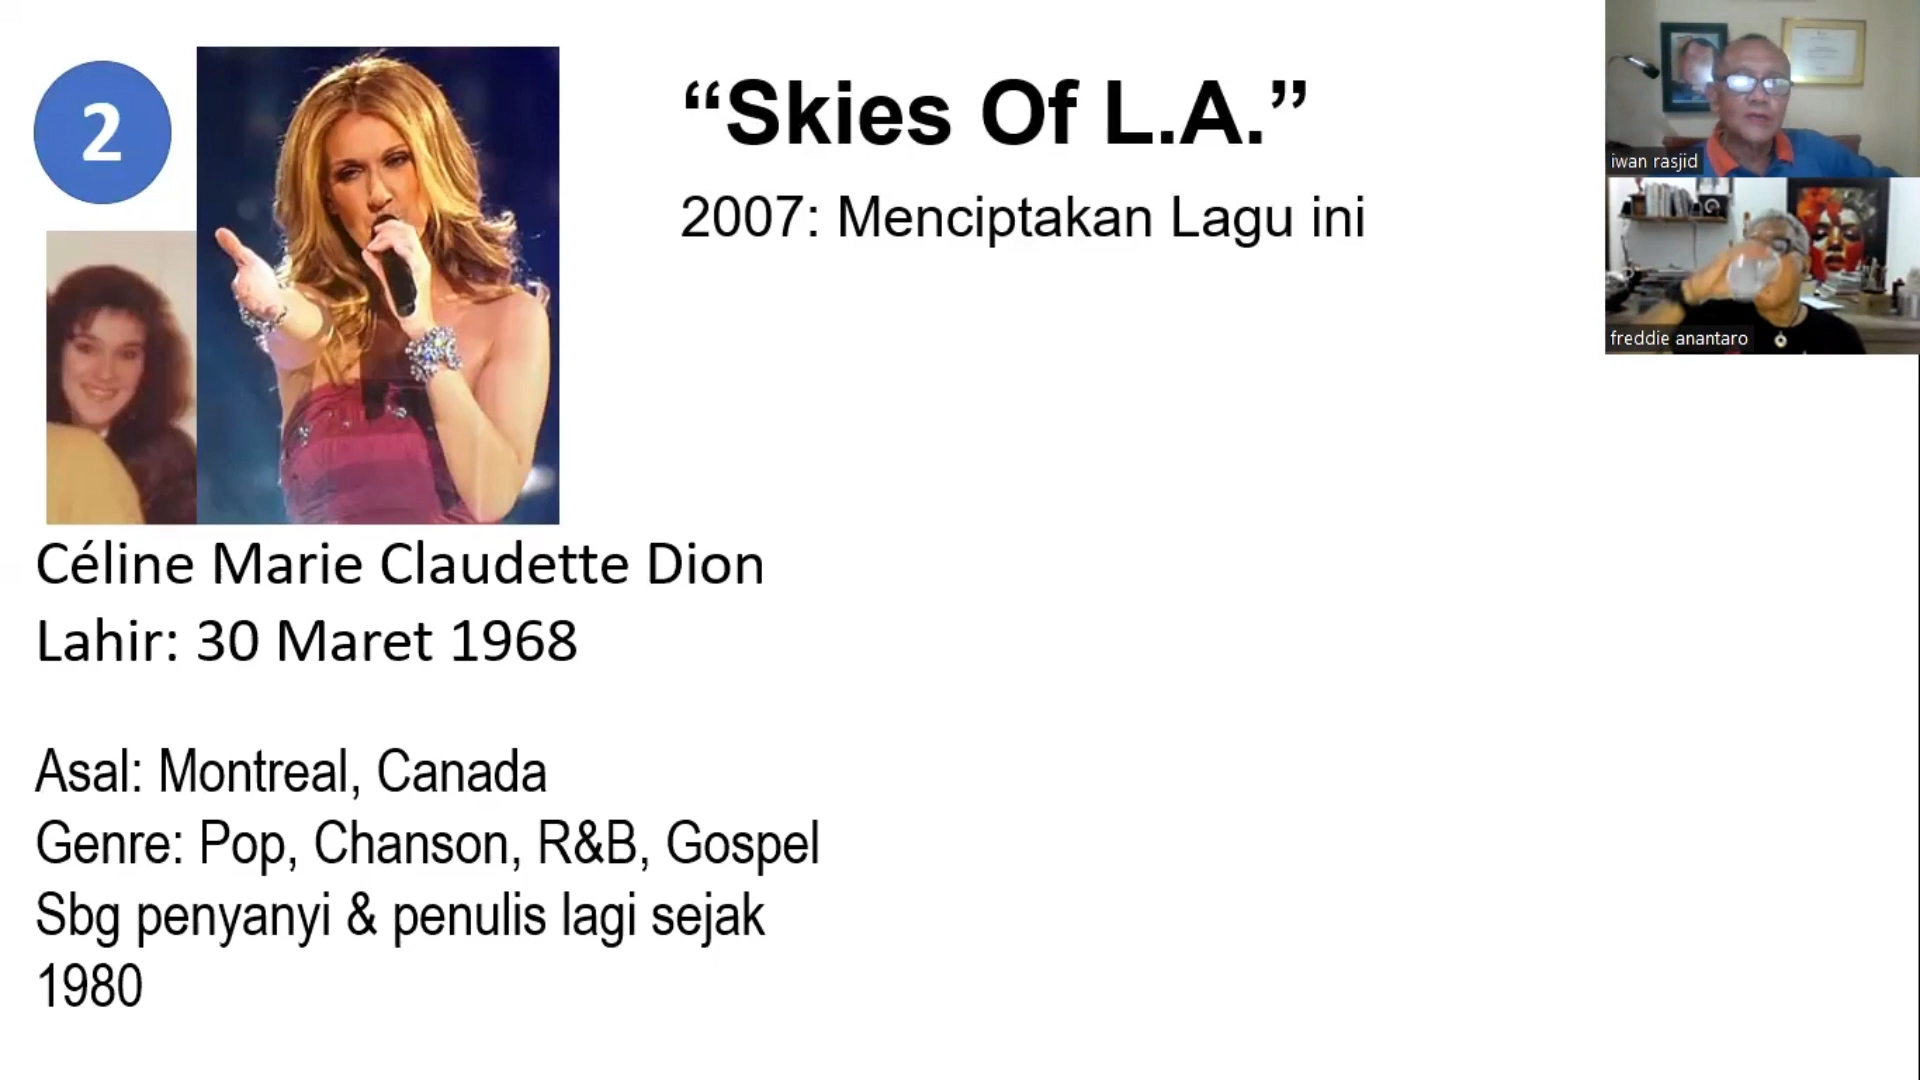 2
“Skies Of L.A.”
2007: Menciptakan Lagu ini
Céline Marie Claudette Dion
Lahir: 30 Maret 1968
Asal: Montreal, Canada
Genre: Pop, Chanson, R&B, Gospel
Sbg penyanyi & penulis lagi sejak
1980
iwan rasjid
freddie anantaro